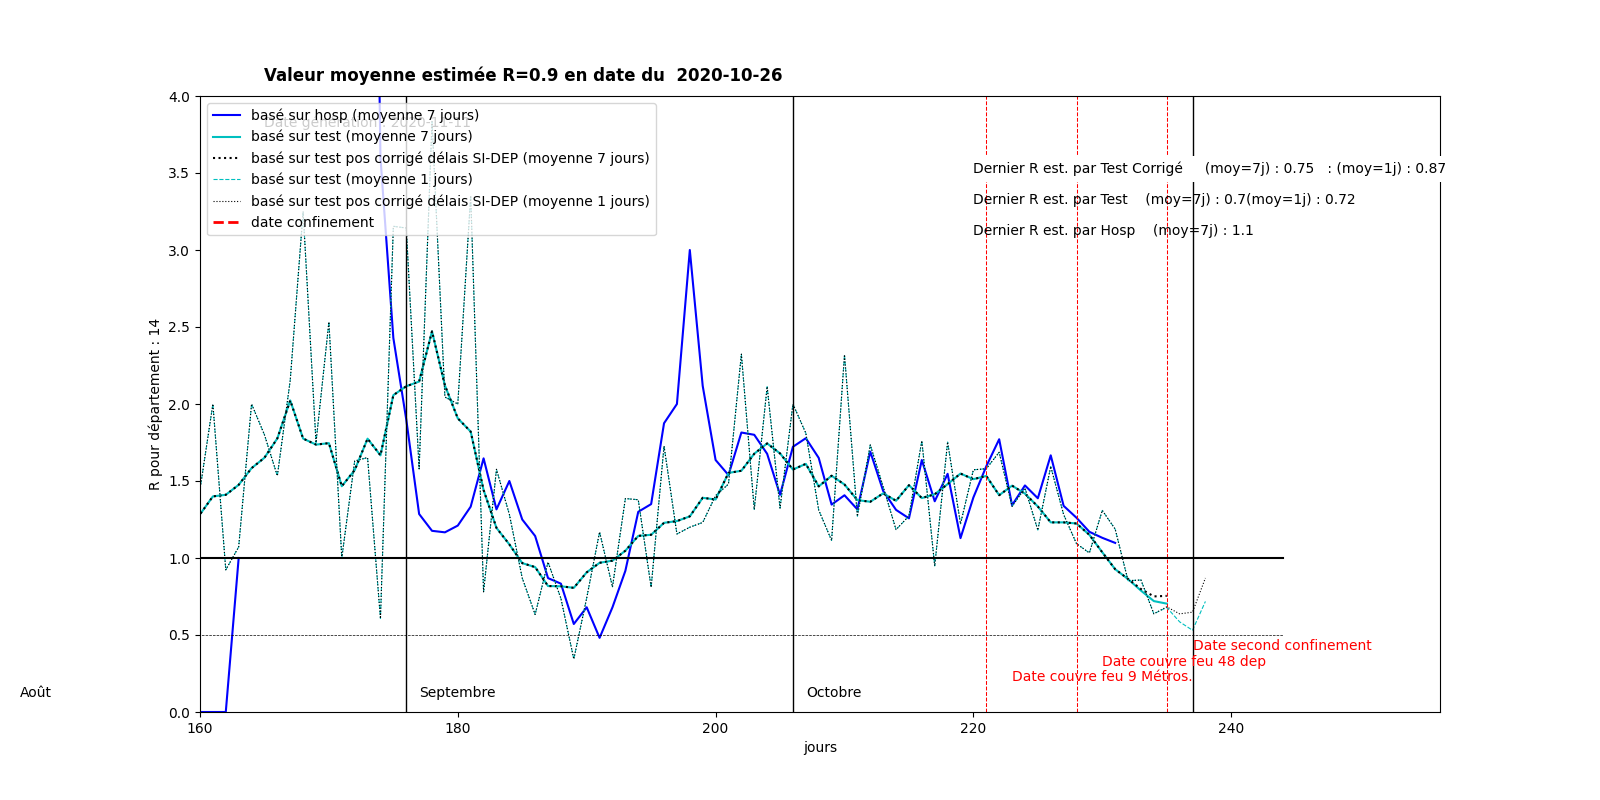 Valeur moyenne estimée R=0.9 en date du  2020-10-26
4.0
3.5
3.0
2.5
2.0
1.5
1.0
0.5
0.0
R pour département : 14
basé sur hosp (moyenne 7 jours)
Date génération : 2020-11-11
basé sur test (moyenne 7 jours)
basé sur test pos corrigé délais SI-DEP (moyenne 7 jours)
basé sur test (moyenne 1 jours)
basé sur test pos corrigé délais SI-DEP (moyenne 1 jours)
date confinement
Dernier R est. par Test Corrigé     (moy=7j) : 0.75   : (moy=1j) : 0.87
Dernier R est. par Test    (moy=7j) : 0.7(moy=1j) : 0.72
Dernier R est. par Hosp    (moy=7j) : 1.1
Date second confinement
Date couvre feu 48 dep
Date couvre feu 9 Métros.
Août
Septembre
Octobre
160
180
200
220
240
jours